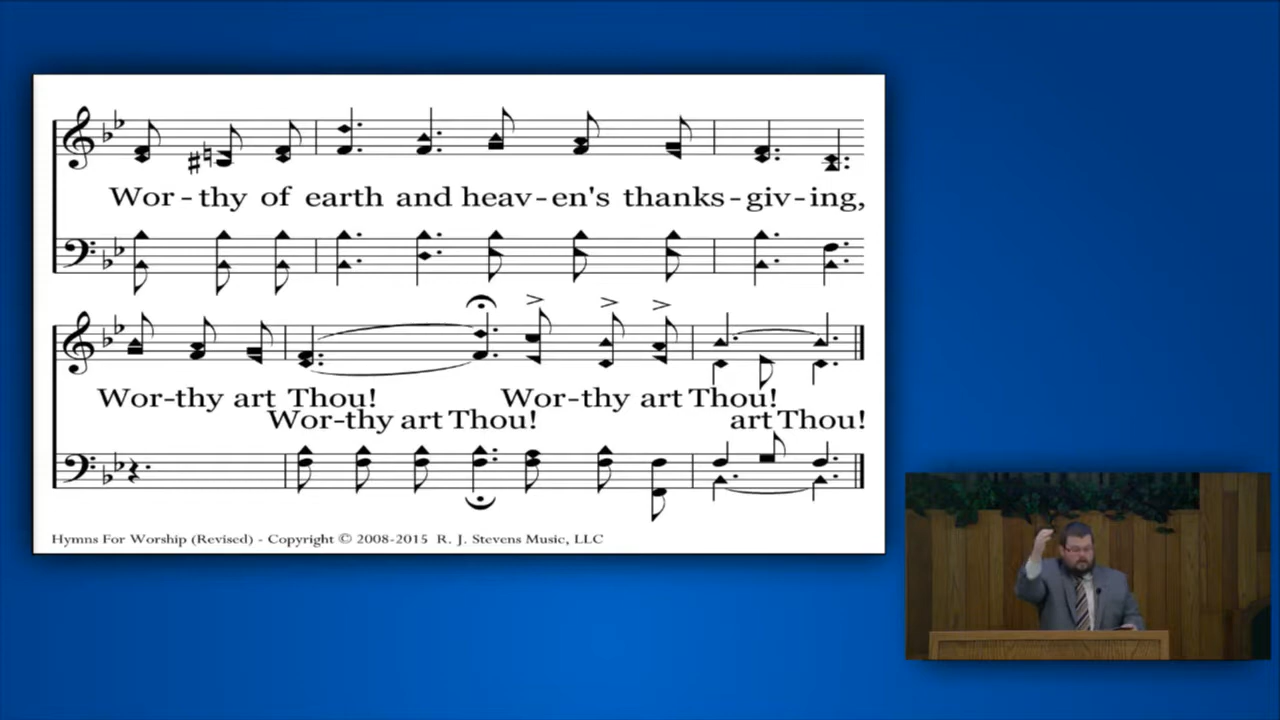 Wor - thy of earth and heav - en's thanks - giv - ing,
Wor - thy art Thou! Wor - thy art Thou!
Wor - thy art Thou! art Thou!
Hymns For Worship (Revised) - Copyright © 2008-2015 R. J. Stevens Music, LLC